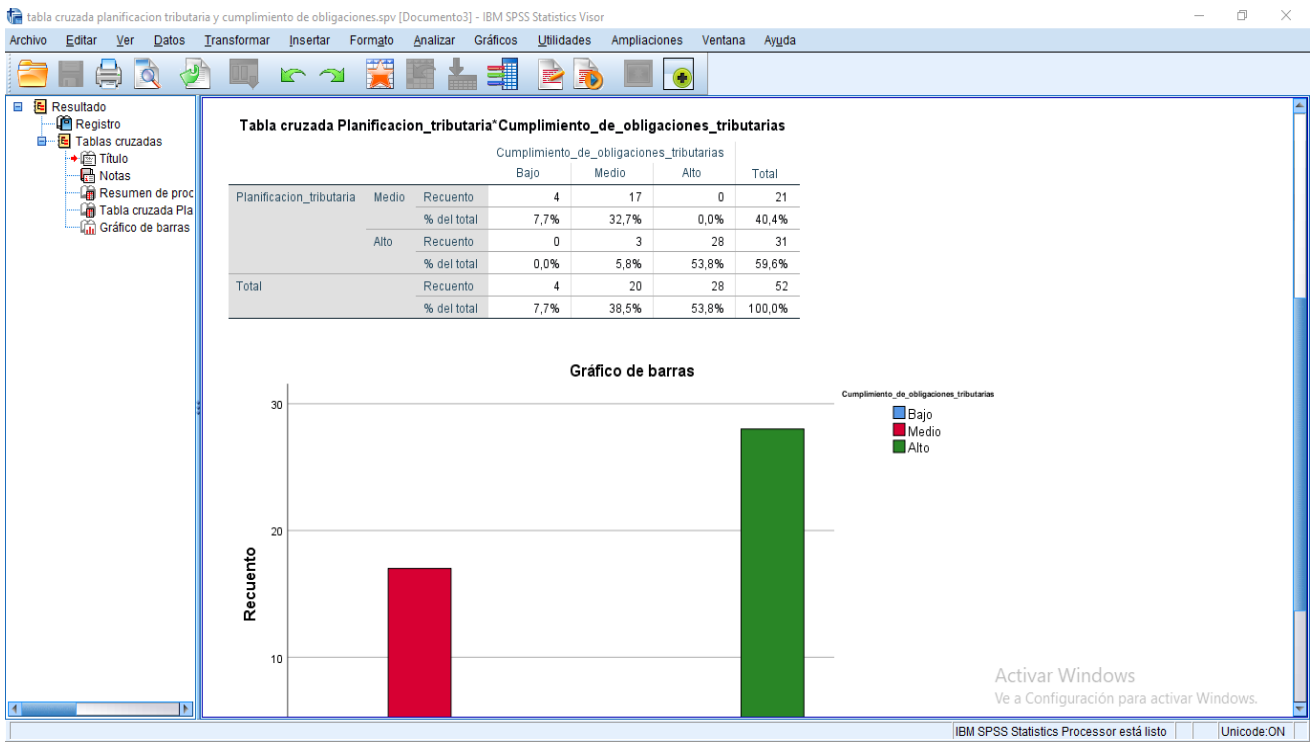 tabla cruzada planificacion tributaria y cumplimiento de obligaciones.spv [Documento3] - IBM SPSS Statistics Visor
Archivo Editar Ver Datos Transformar Insertar Formato Analizar Gráficos Utilidades Ampliaciones Ventana Ayuda
Resultado
Registro
Tablas cruzadas
Título
Notas
Resumen de proc
Tabla cruzada Pla
Gráfico de barras
Tabla cruzada Planificacion_tributaria*Cumplimiento_de_obligaciones_tributarias
Cumplimiento_de_obligaciones_tributarias
Bajo Medio Alto Total
Planificacion_tributaria Medio Recuento 4 17 0 21
% del total 7,7% 32,7% 0,0% 40,4%
Alto Recuento 0 3 28 31
% del total 0,0% 5,8% 53,8% 59,6%
Total Recuento 4 20 28 52
% del total 7,7% 38,5% 53,8% 100,0%
Gráfico de barras
Cumplimiento_de_obligaciones_tributarias
Bajo
Medio
Alto
30
20
10
Recuento
Activar Windows
Ve a Configuración para activar Windows.
IBM SPSS Statistics Processor está listo Unicode:ON